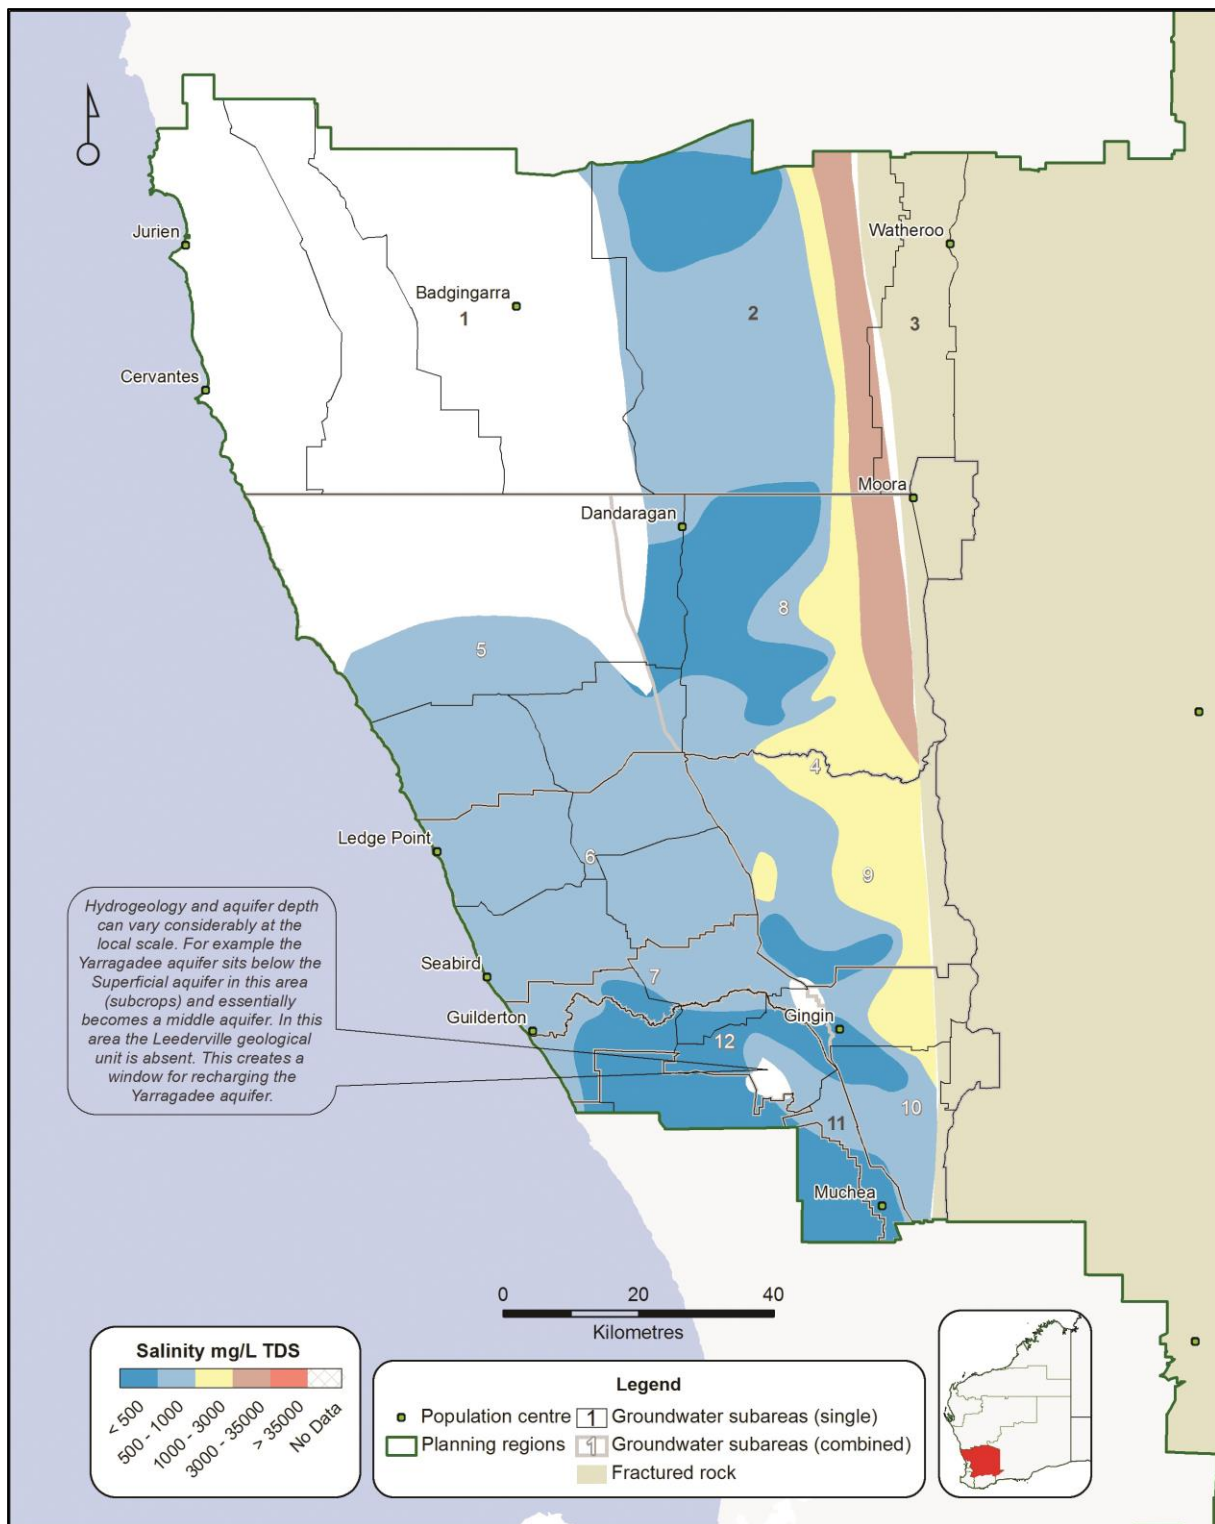 Jurien
Watheroo
Badgingarra
1
2
3
Cervantes
Moora
Dandaragan
8
5
4
Ledge Point
6
9
Hydrogeology and aquifer depth
can vary considerably at the
local scale. For example the
Yarragadee aquifer sits below the
Superficial aquifer in this area
(subcrops) and essentially
becomes a middle aquifer. In this
area the Leederville geological
unit is absent. This creates a
window for recharging the
Yarragadee aquifer.
Seabird
7
Guilderton
Gingin
12
10
11
Muchea
0 20 40
Kilometres
Salinity mg/L TDS
< 500
500 - 1000
1000 - 3000
3000 - 35000
> 35000
No Data
Legend
Population centre
1 Groundwater subareas (single)
Planning regions
1 Groundwater subareas (combined)
Fractured rock